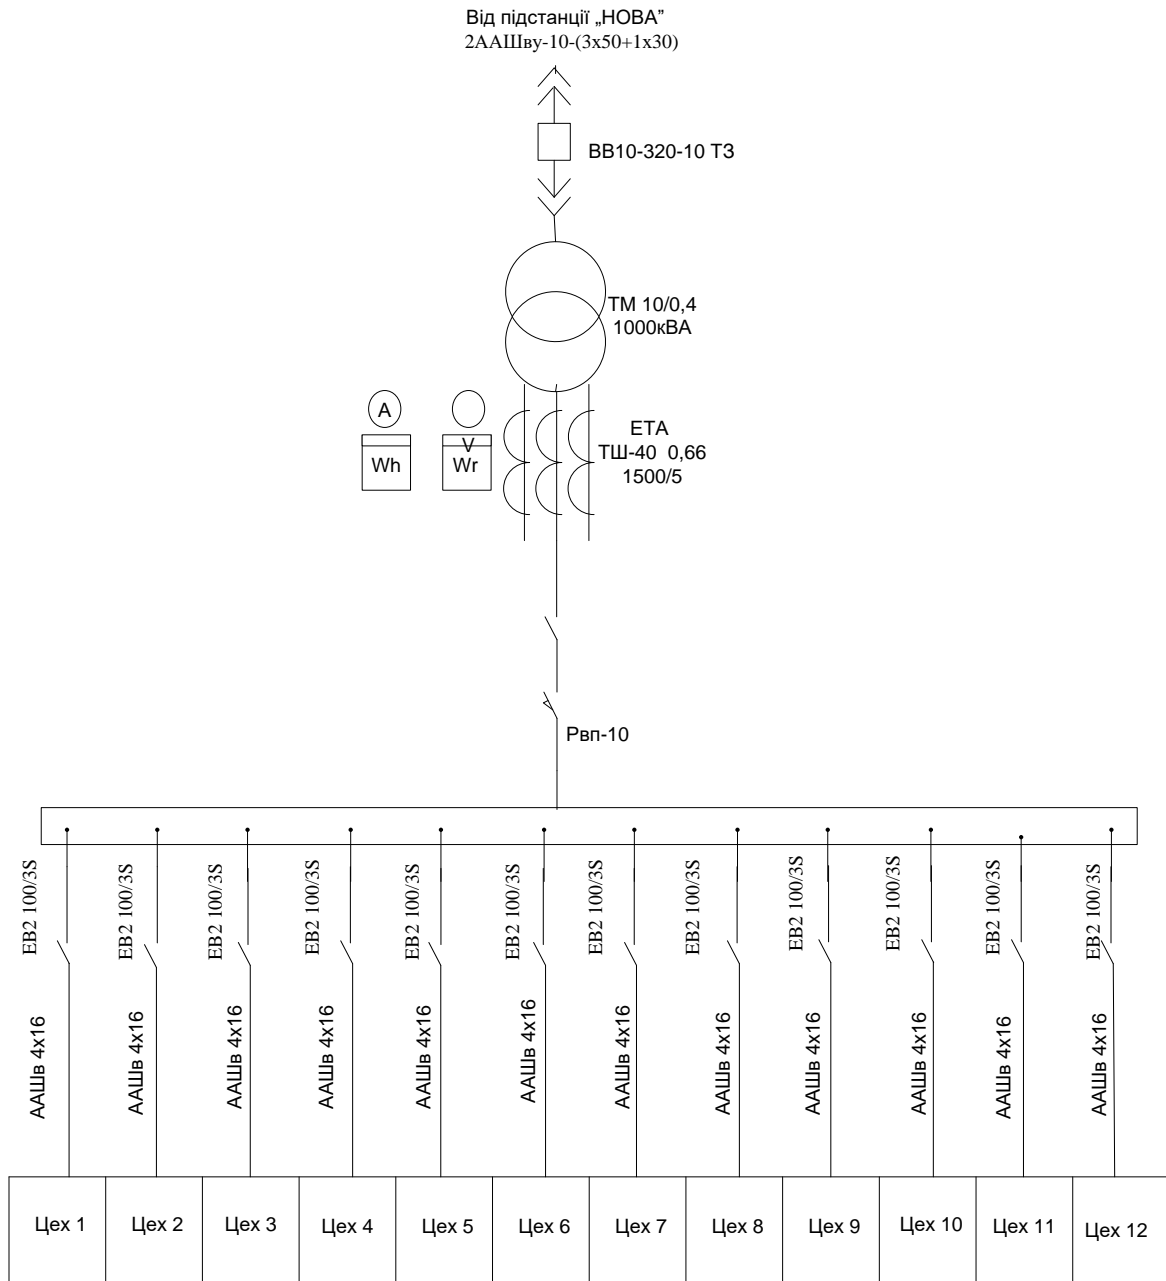 Від підстанції „НОВА”
2ААШву-10-(3х50+1х30)
ВВ10-320-10 ТЗ
ТМ 10/0,4
1000кВА
А
V
Wh
Wr
ЕТА
ТШ-40 0,66
1500/5
Рвп-10
ЕВ2 100/3S
ЕВ2 100/3S
ЕВ2 100/3S
ЕВ2 100/3S
ЕВ2 100/3S
ЕВ2 100/3S
ЕВ2 100/3S
ЕВ2 100/3S
ЕВ2 100/3S
ЕВ2 100/3S
ЕВ2 100/3S
ЕВ2 100/3S
ААШв 4х16
ААШв 4х16
ААШв 4х16
ААШв 4х16
ААШв 4х16
ААШв 4х16
ААШв 4х16
ААШв 4х16
ААШв 4х16
ААШв 4х16
ААШв 4х16
ААШв 4х16
Цех 1
Цех 2
Цех 3
Цех 4
Цех 5
Цех 6
Цех 7
Цех 8
Цех 9
Цех 10
Цех 11
Цех 12